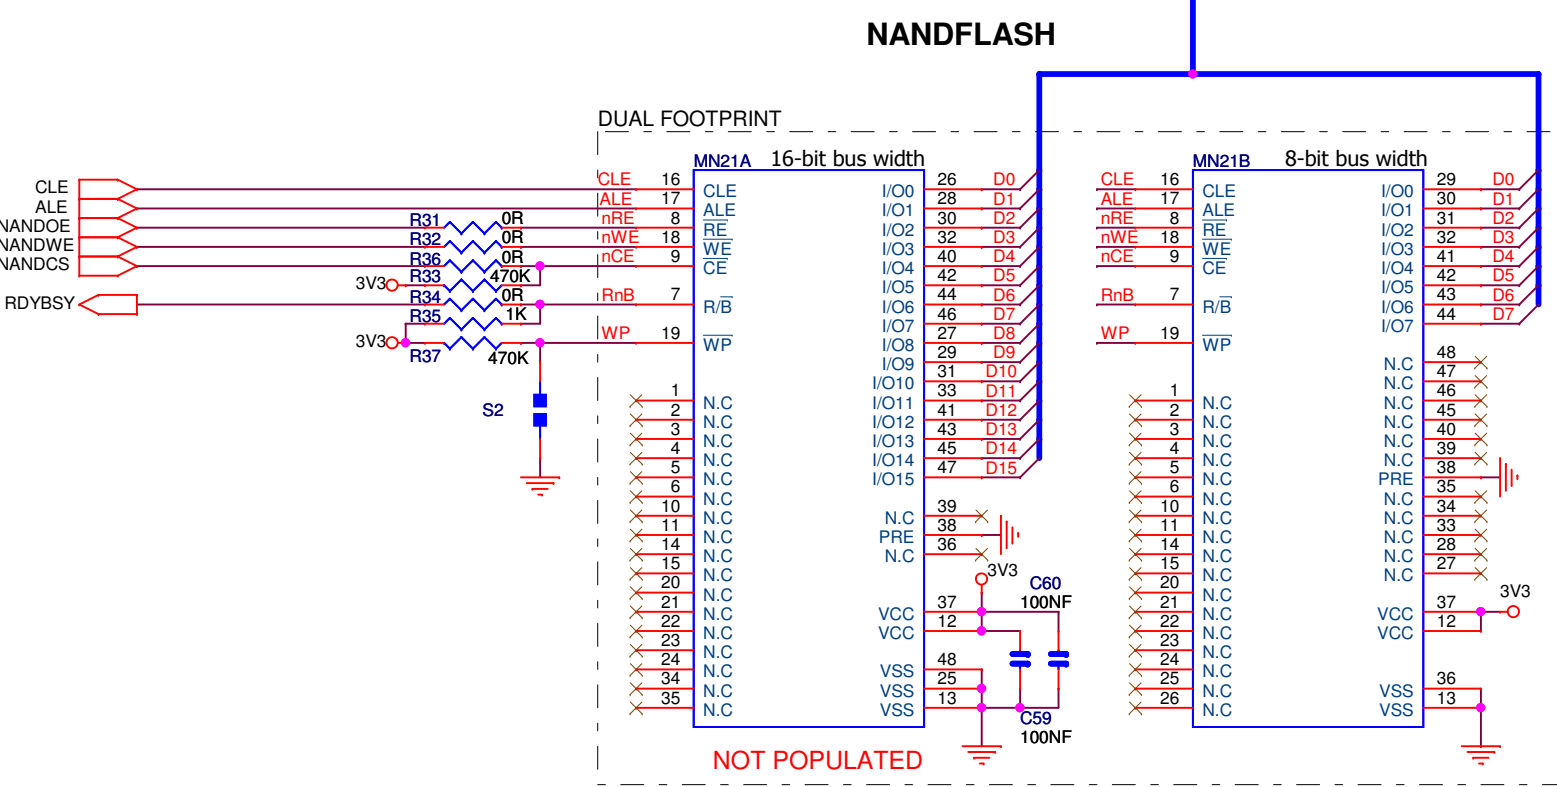 NANDFLASH
DUAL FOOTPRINT
MN21A 16-bit bus width
MN21B 8-bit bus width
CLE
ALE
NANDOE
NANDWE
NANDCS
RDYBSY
R31 0R
R32 0R
R36 0R
3V3 R33 470K
R34 0R
R35 1K
3V3 R37 470K
S2
CLE 16 CLE
ALE 17 ALE
nRE 8 RE
nWE 18 WE
nCE 9 CE
RnB 7 R/B
WP 19 WP
1 N.C
2 N.C
3 N.C
4 N.C
5 N.C
6 N.C
10 N.C
11 N.C
14 N.C
15 N.C
20 N.C
21 N.C
22 N.C
23 N.C
24 N.C
34 N.C
35 N.C
I/O0 26 D0
I/O1 28 D1
I/O2 30 D2
I/O3 32 D3
I/O4 40 D4
I/O5 42 D5
I/O6 44 D6
I/O7 46 D7
I/O8 27 D8
I/O9 29 D9
I/O10 31 D10
I/O11 33 D11
I/O12 41 D12
I/O13 43 D13
I/O14 45 D14
I/O15 47 D15
N.C 39
PRE 38
N.C 36
3V3
VCC 37
VCC 12
C60
100NF
VSS 48
VSS 25
VSS 13
C59
100NF
NOT POPULATED
CLE 16 CLE
ALE 17 ALE
nRE 8 RE
nWE 18 WE
nCE 9 CE
RnB 7 R/B
WP 19 WP
1 N.C
2 N.C
3 N.C
4 N.C
5 N.C
6 N.C
10 N.C
11 N.C
14 N.C
15 N.C
20 N.C
21 N.C
22 N.C
23 N.C
24 N.C
25 N.C
26 N.C
I/O0 29 D0
I/O1 30 D1
I/O2 31 D2
I/O3 32 D3
I/O4 41 D4
I/O5 42 D5
I/O6 43 D6
I/O7 44 D7
N.C 48
N.C 47
N.C 46
N.C 45
N.C 40
N.C 39
PRE 38
N.C 35
N.C 34
N.C 33
N.C 28
N.C 27
3V3
VCC 37
VCC 12
VSS 36
VSS 13